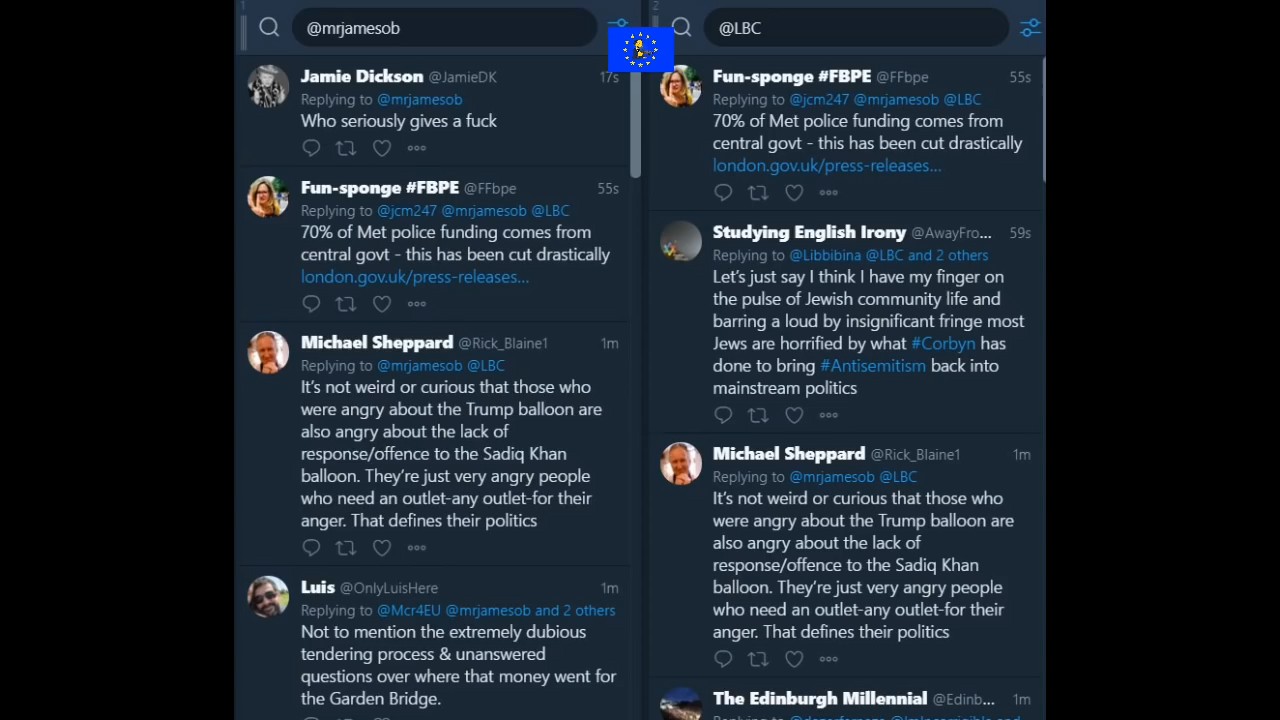 1
@mrjamesob
Jamie Dickson @JamieDK 17s
Replying to @mrjamesob
Who seriously gives a fuck
Fun-sponge #FBPE @FFbpe 55s
Replying to @jcm247 @mrjamesob @LBC
70% of Met police funding comes from
central govt - this has been cut drastically
london.gov.uk/press-releases...
Michael Sheppard @Rick_Blaine1 1m
Replying to @mrjamesob @LBC
It's not weird or curious that those who
were angry about the Trump balloon are
also angry about the lack of
response/offence to the Sadiq Khan
balloon. They're just very angry people
who need an outlet-any outlet-for their
anger. That defines their politics
Luis @OnlyLuisHere 1m
Replying to @Mcr4EU @mrjamesob and 2 others
Not to mention the extremely dubious
tendering process & unanswered
questions over where that money went for
the Garden Bridge.
2
@LBC
Fun-sponge #FBPE @FFbpe 55s
Replying to @jcm247 @mrjamesob @LBC
70% of Met police funding comes from
central govt - this has been cut drastically
london.gov.uk/press-releases...
Studying English Irony @AwayFro... 59s
Replying to @Libbibina @LBC and 2 others
Let's just say I think I have my finger on
the pulse of Jewish community life and
barring a loud by insignificant fringe most
Jews are horrified by what #Corbyn has
done to bring #Antisemitism back into
mainstream politics
Michael Sheppard @Rick_Blaine1 1m
Replying to @mrjamesob @LBC
It's not weird or curious that those who
were angry about the Trump balloon are
also angry about the lack of
response/offence to the Sadiq Khan
balloon. They're just very angry people
who need an outlet-any outlet-for their
anger. That defines their politics
The Edinburgh Millennial @Edinb... 1m